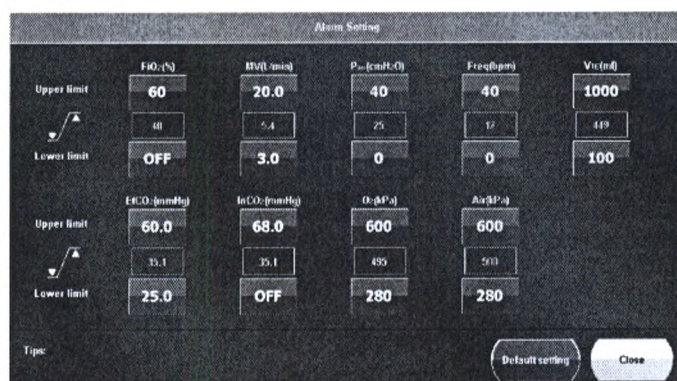 Alarm Setting
FiO₂(%) MV(L/min) (cmH₂O) Freq(bpm) VTE(ml)
Upper limit 60 20.0 40 40 1000
40 5.4 25 12 449
Lower limit OFF 3.0 0 0 100
EtCO₂(mmHg) InCO₂(mmHg) O₂(kPa) Air(kPa)
Upper limit 60.0 68.0 600 600
35.1 35.1 495
Lower limit 25.0 OFF 280 280
Tips:
Default setting Close